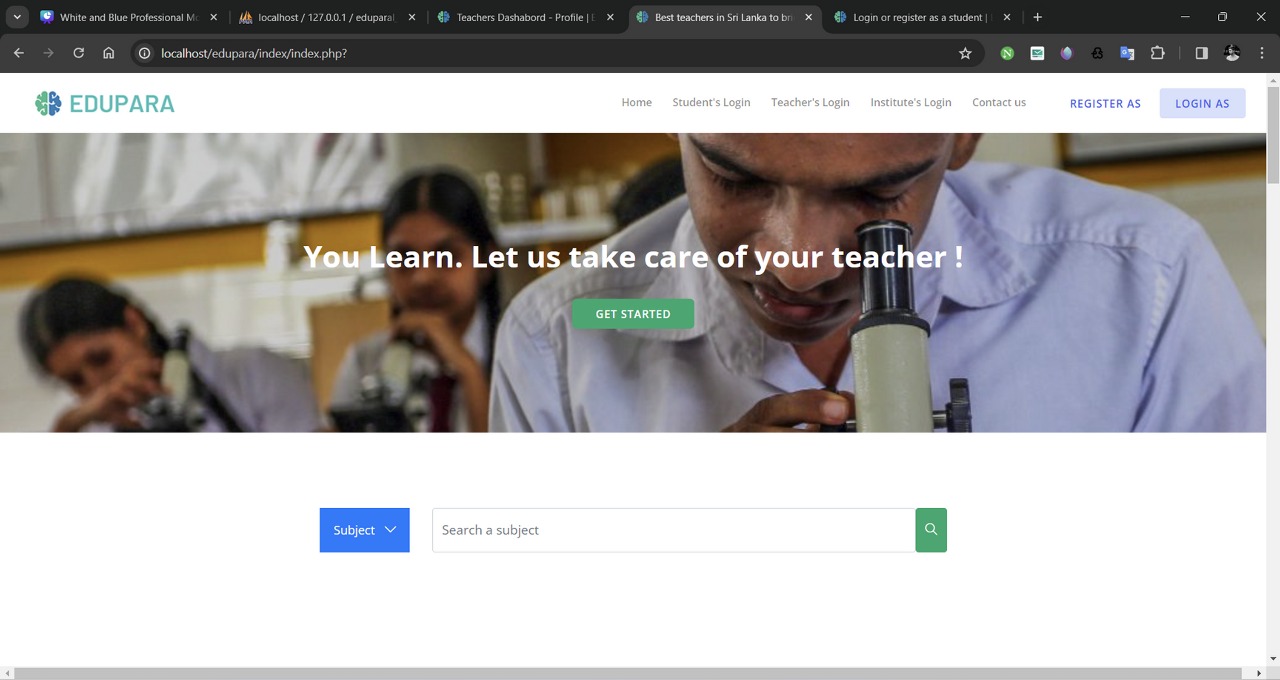 White and Blue Professional Mo
localhost / 127.0.0.1 / edupara
Teachers Dashabord - Profile | E
Best teachers in Sri Lanka to bri
Login or register as a student |
localhost/edupara/index/index.php?
EDUPARA
Home
Student's Login
Teacher's Login
Institute's Login
Contact us
REGISTER AS
LOGIN AS
You Learn. Let us take care of your teacher !
GET STARTED
Subject
Search a subject